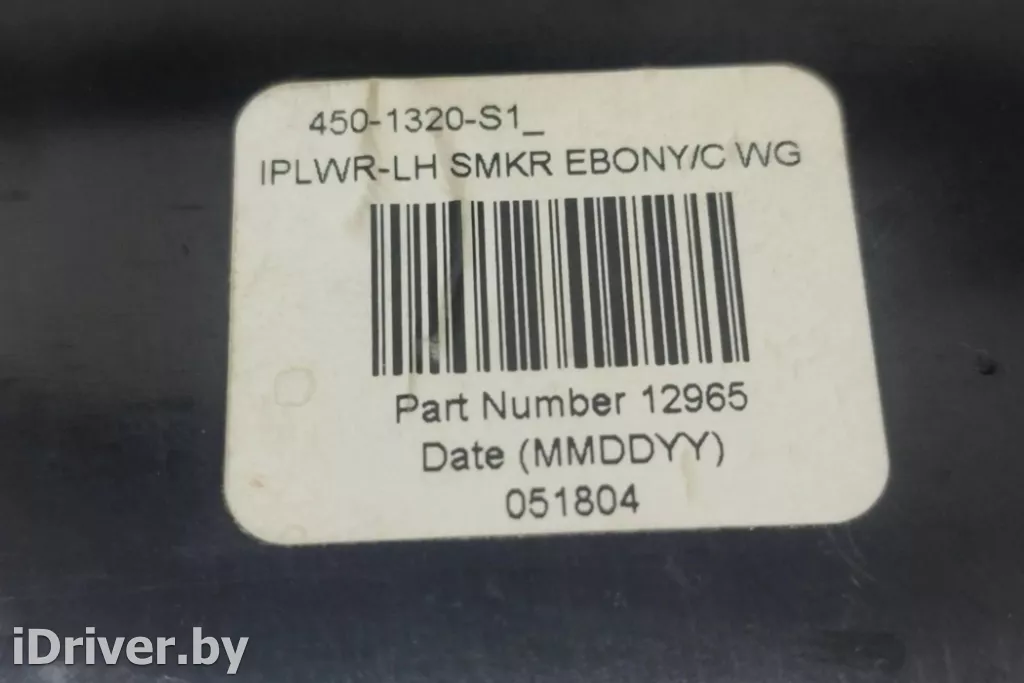 450-1320-S1_
IPLWR-LH SMKR EBONY/C WG
Part Number 12965
Date (MMDDYY)
051804
iDriver.by